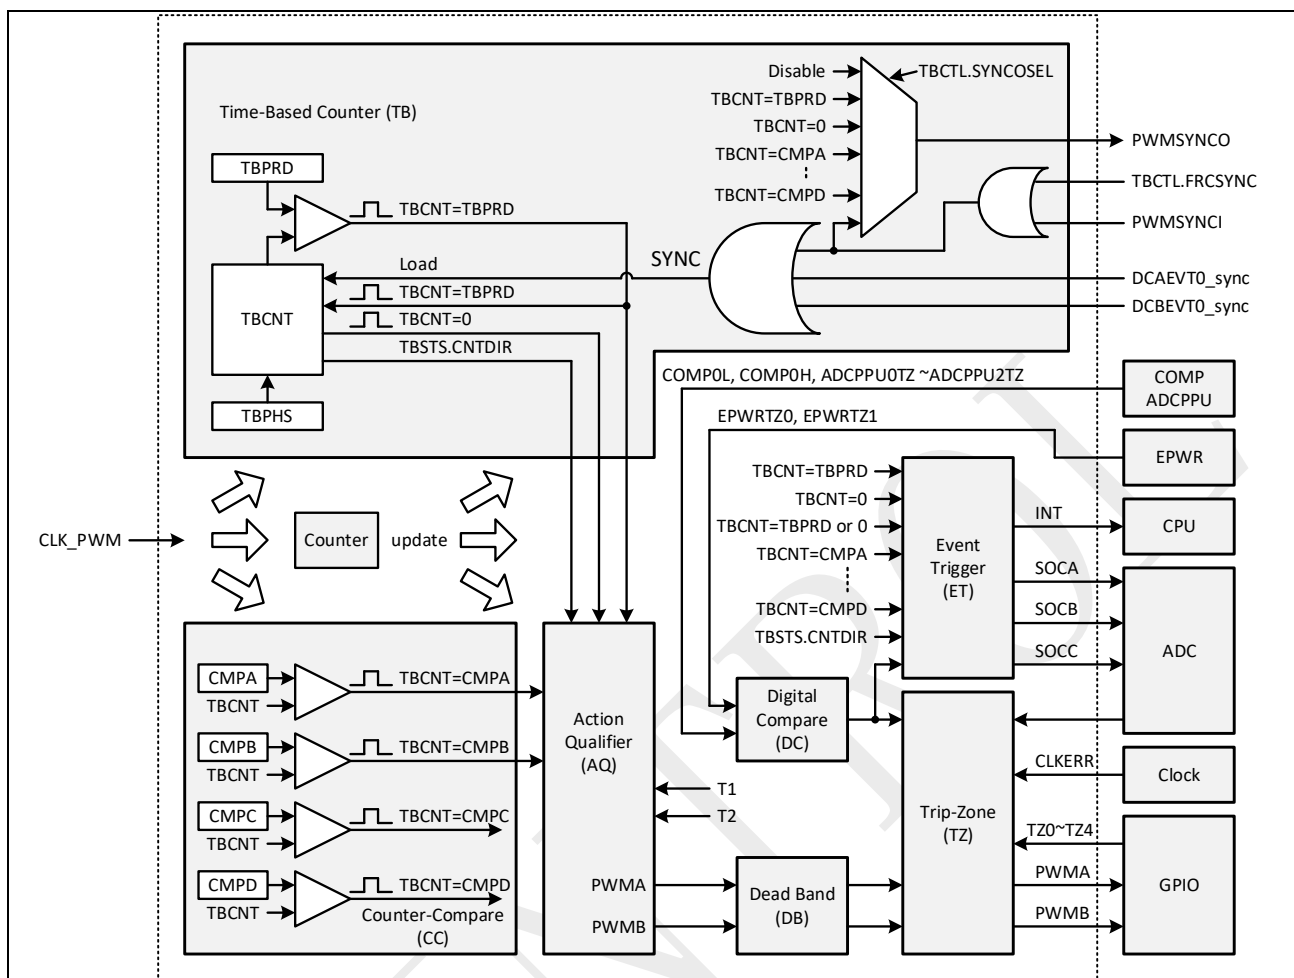 Disable
TBCTL.SYNCOSEL
TBCNT=TBPRD
Time-Based Counter (TB)
TBCNT=0
PWMSYNCO
TBCNT=CMPA
TBPRD
TBCTL.FRCSYNC
TBCNT=CMPD
TBCNT=TBPRD
PWMSYNCI
SYNC
Load
DCAEVT0_sync
TBCNT=TBPRD
DCBEVT0_sync
TBCNT
TBCNT=0
TBSTS.CNTDIR
COMP0L, COMP0H, ADCPPU0TZ ~ADCPPU2TZ
COMP
ADCPPU
TBPHS
EPWRTZ0, EPWRTZ1
EPWR
TBCNT=TBPRD
TBCNT=0
INT
CLK_PWM
Counter
update
TBCNT=TBPRD or 0
CPU
TBCNT=CMPA
Event
Trigger
(ET)
SOCA
TBCNT=CMPD
SOCB
TBSTS.CNTDIR
SOCC
ADC
CMPA
TBCNT=CMPA
TBCNT
Digital
Compare
(DC)
Action
Qualifier
(AQ)
CMPB
TBCNT=CMPB
TBCNT
CLKERR
Clock
T1
CMPC
TBCNT=CMPC
T2
Trip-Zone
(TZ)
TBCNT
TZ0~TZ4
CMPD
TBCNT=CMPD
PWMA
Dead Band
(DB)
PWMA
GPIO
TBCNT
Counter-Compare
(CC)
PWMB
PWMB